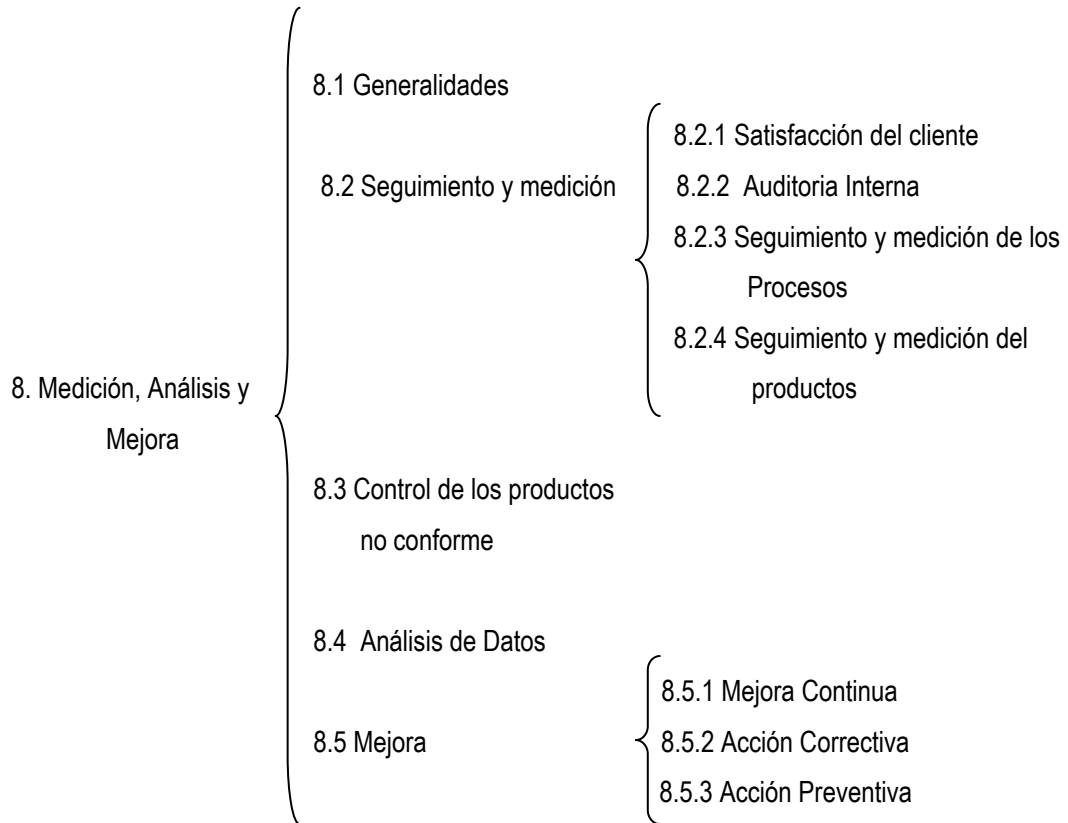 8. Medición, Análisis y
Mejora
8.1 Generalidades
8.2 Seguimiento y medición
8.2.1 Satisfacción del cliente
8.2.2 Auditoria Interna
8.2.3 Seguimiento y medición de los
Procesos
8.2.4 Seguimiento y medición del
productos
8.3 Control de los productos
no conforme
8.4 Análisis de Datos
8.5 Mejora
8.5.1 Mejora Continua
8.5.2 Acción Correctiva
8.5.3 Acción Preventiva